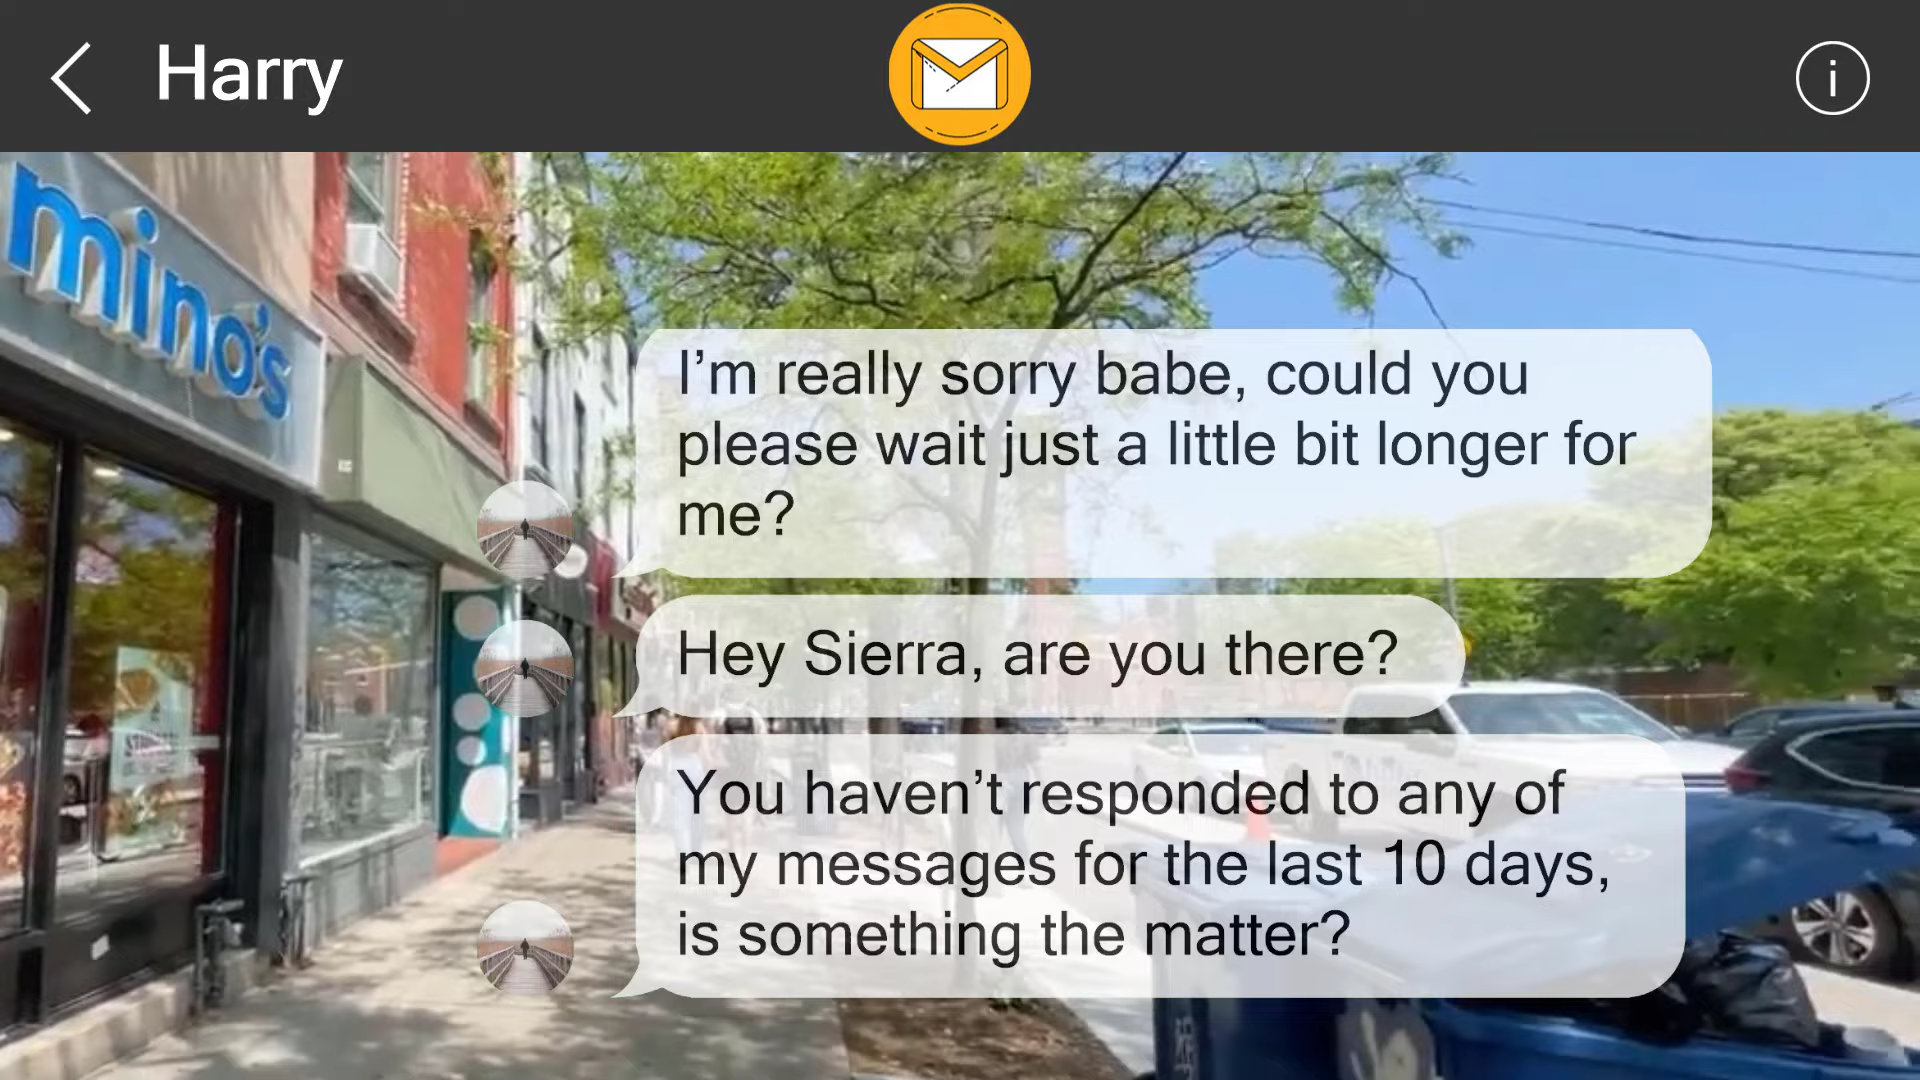 Harry
mino's
I’m really sorry babe, could you
please wait just a little bit longer for
me?
Hey Sierra, are you there?
You haven’t responded to any of
my messages for the last 10 days,
is something the matter?